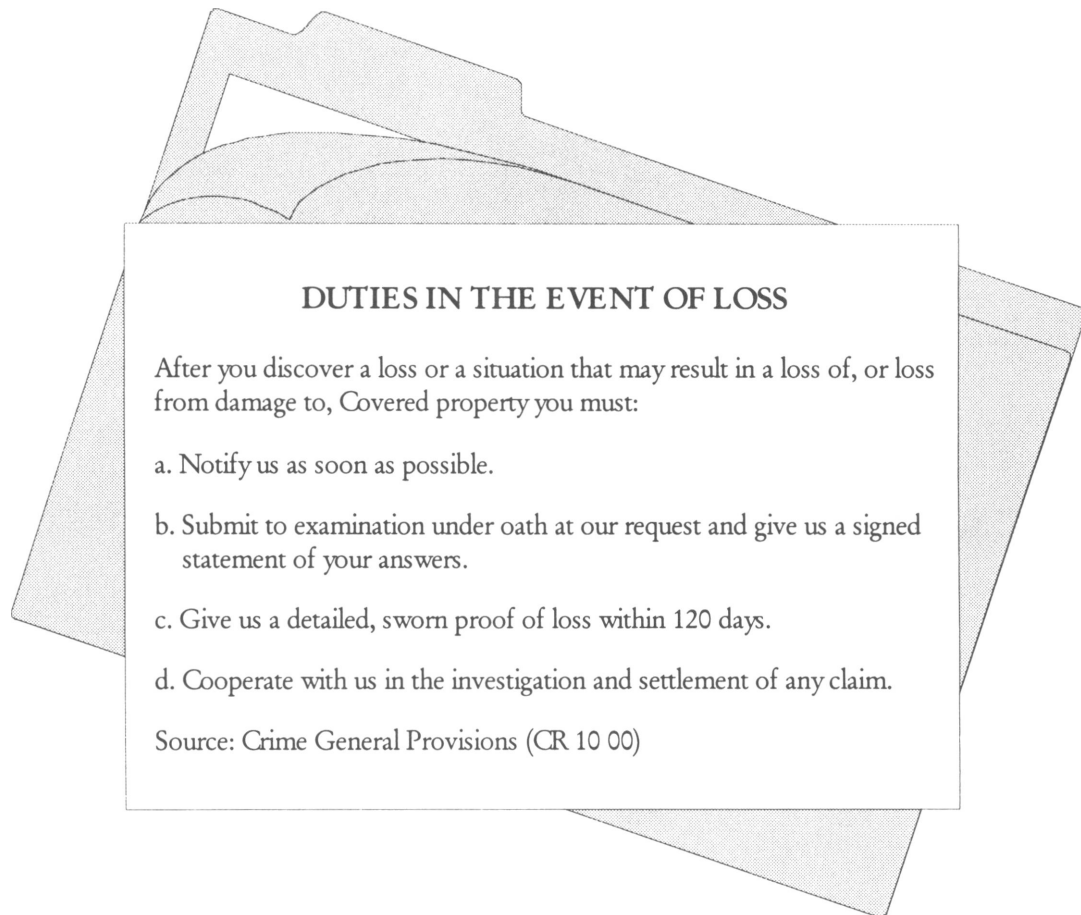 DUTIES IN THE EVENT OF LOSS
After you discover a loss or a situation that may result in a loss of, or loss
from damage to, Covered property you must:
a. Notify us as soon as possible.
b. Submit to examination under oath at our request and give us a signed
statement of your answers.
c. Give us a detailed, sworn proof of loss within 120 days.
d. Cooperate with us in the investigation and settlement of any claim.
Source: Crime General Provisions (CR 10 00)